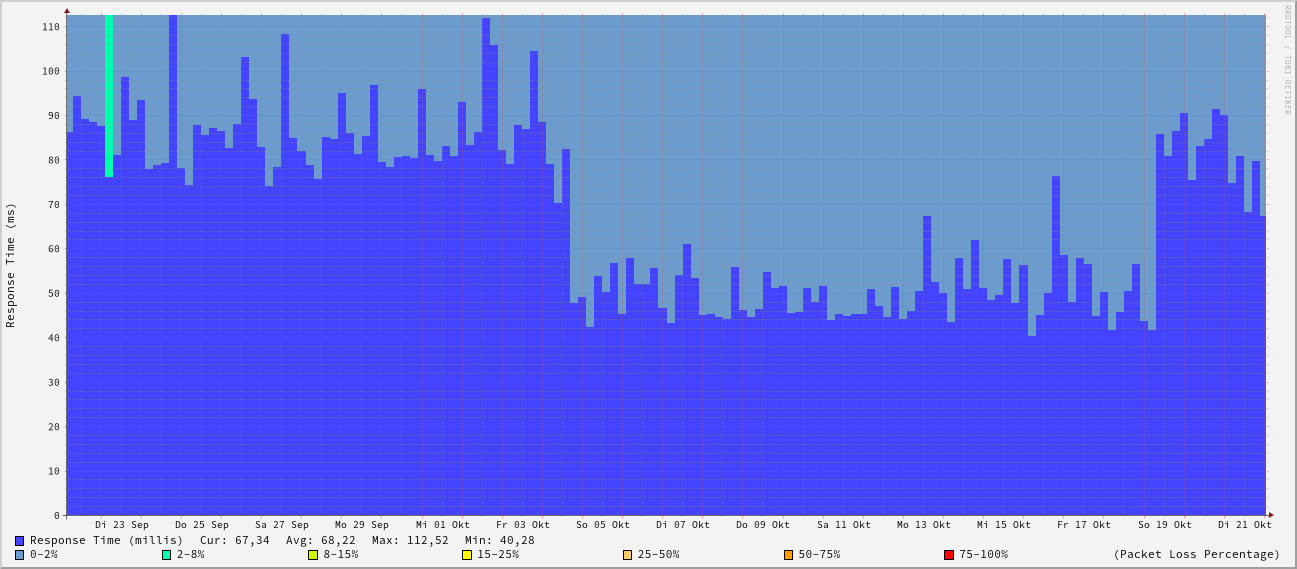 RRDTOOL / TOBI OETIKER
Response Time (ms)
110
100
90
80
70
60
50
40
30
20
10
0
Di 23 Sep Do 25 Sep Sa 27 Sep Mo 29 Sep Mi 01 Okt Fr 03 Okt So 05 Okt Di 07 Okt Do 09 Okt Sa 11 Okt Mo 13 Okt Mi 15 Okt Fr 17 Okt So 19 Okt Di 21 Okt
Response Time (millis) Cur: 67,34 Avg: 68,22 Max: 112,52 Min: 40,28
0-2% 2-8% 8-15% 15-25% 25-50% 50-75% 75-100% (Packet Loss Percentage)